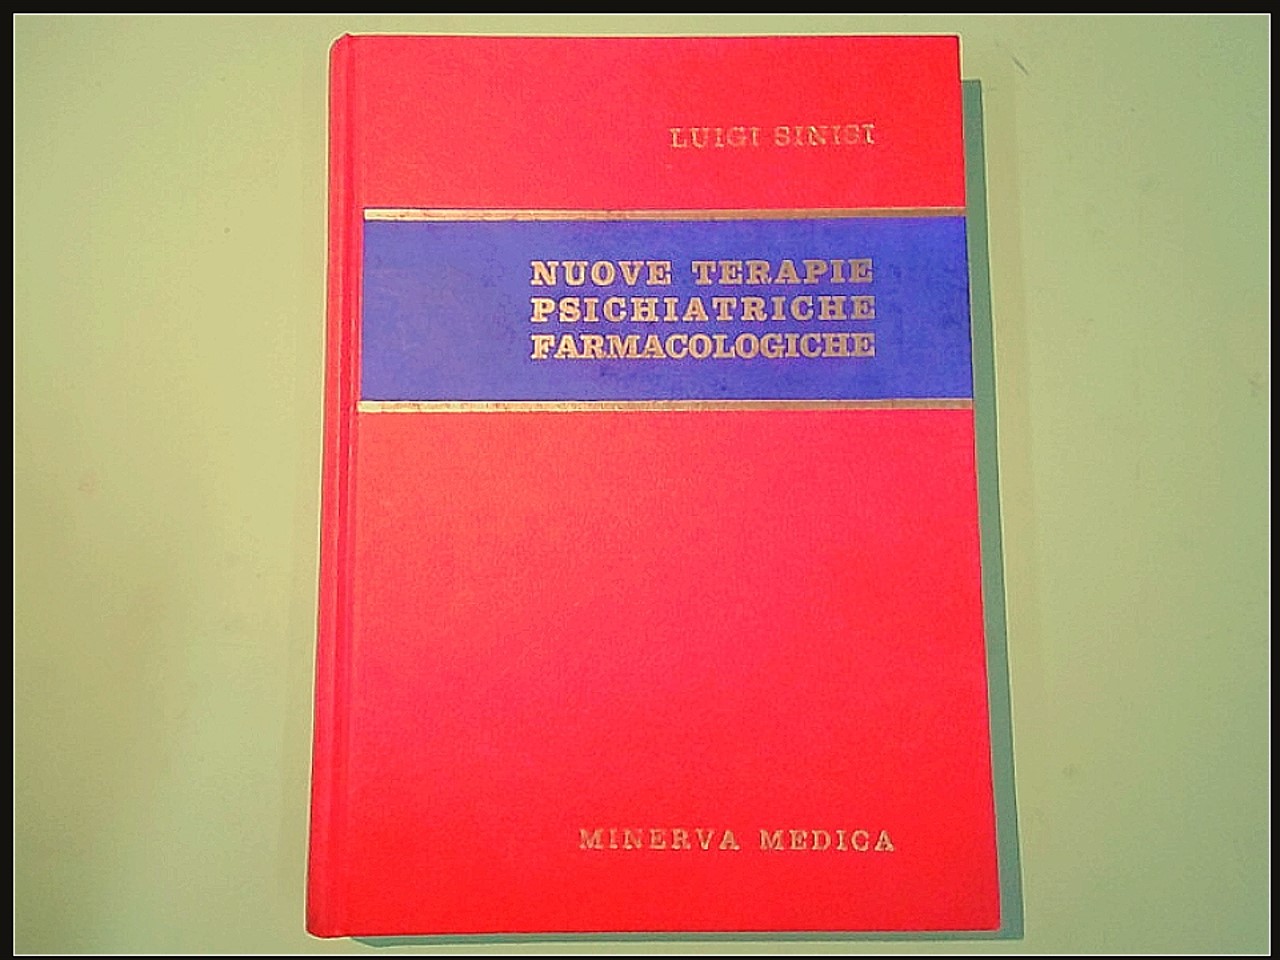 LUIGI SINISI
NUOVE TERAPIE
PSICHIATRICHE
FARMACOLOGICHE
MINERVA MEDICA